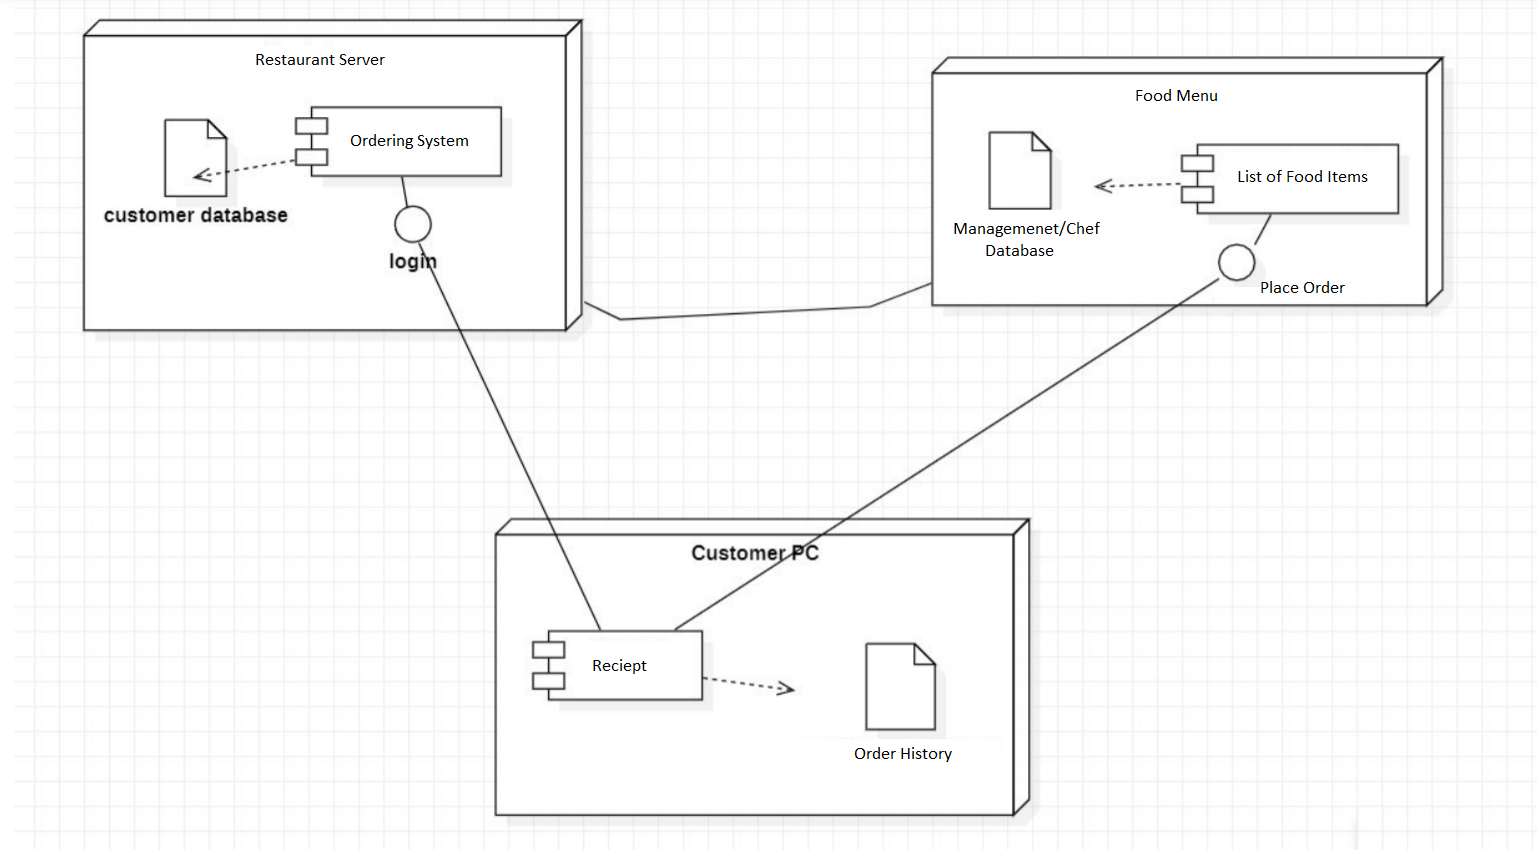 Restaurant Server
Ordering System
customer database
login
Food Menu
List of Food Items
Managemenet/Chef
Database
Place Order
Customer PC
Reciept
Order History